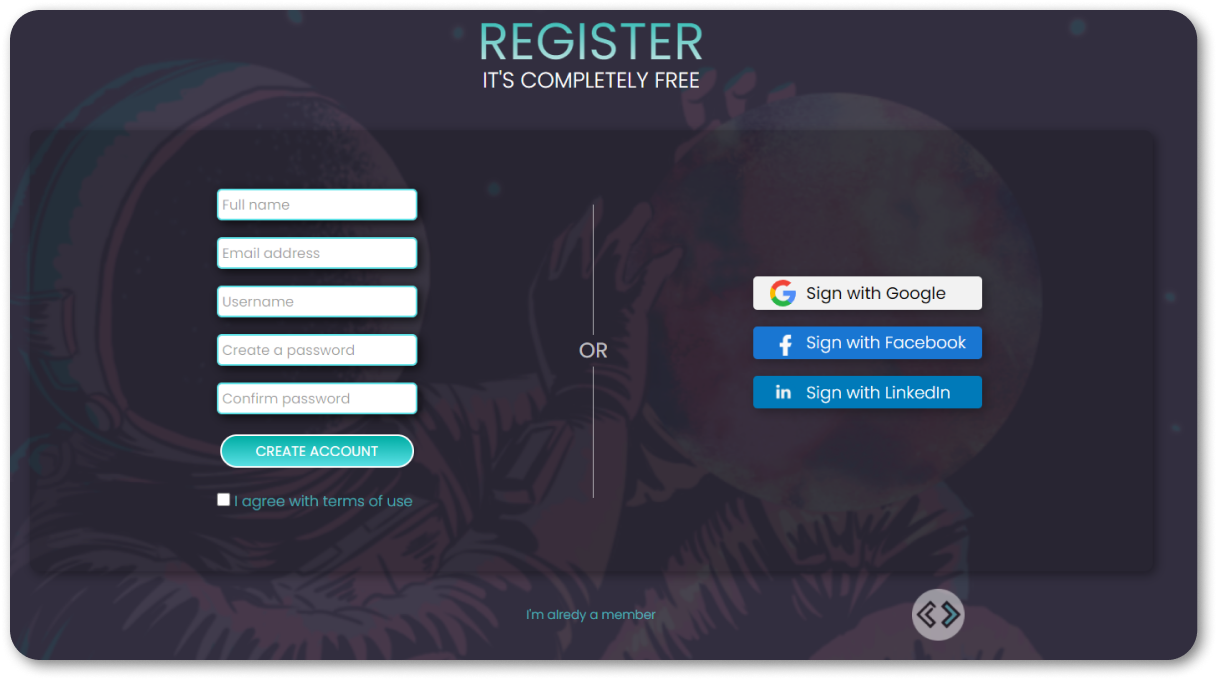 REGISTER
IT'S COMPLETELY FREE
Full name
Email address
Username
Create a password
Confirm password
CREATE ACCOUNT
I agree with terms of use
OR
Sign with Google
Sign with Facebook
Sign with LinkedIn
I'm alredy a member